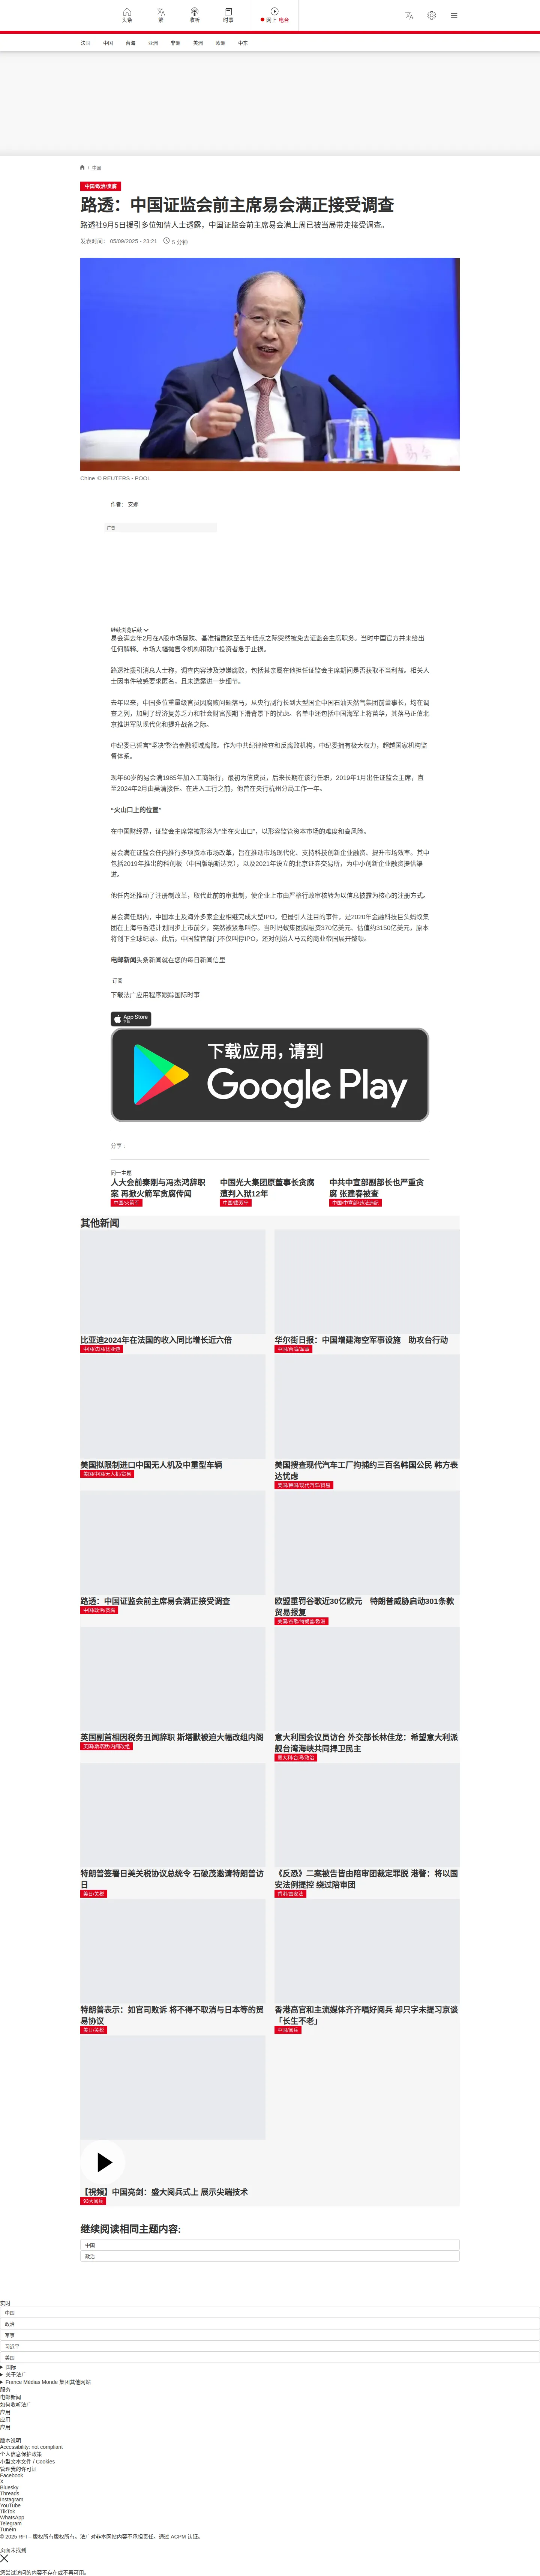 头条
繁
收听
时事
网上 电台
法国
中国
台海
亚洲
非洲
美洲
欧洲
中东
/ 中国
中国/政治/贪腐
路透：中国证监会前主席易会满正接受调查
路透社9月5日援引多位知情人士透露，中国证监会前主席易会满上周已被当局带走接受调查。
发表时间： 05/09/2025 - 23:21
5 分钟
Chine © REUTERS - POOL
作者： 安娜
广告
继续浏览后续
易会满去年2月在A股市场暴跌、基准指数跌至五年低点之际突然被免去证监会主席职务。当时中国官方并未给出
任何解释。市场大幅抛售令机构和散户投资者急于止损。
路透社援引消息人士称，调查内容涉及涉嫌腐败，包括其亲属在他担任证监会主席期间是否获取不当利益。相关人
士因事件敏感要求匿名，且未透露进一步细节。
去年以来，中国多位重量级官员因腐败问题落马，从央行副行长到大型国企中国石油天然气集团前董事长，均在调
查之列，加剧了经济复苏乏力和社会财富预期下滑背景下的忧虑。名单中还包括中国海军上将苗华，其落马正值北
京推进军队现代化和提升战备之际。
中纪委已誓言“坚决”整治金融领域腐败。作为中共纪律检查和反腐败机构，中纪委拥有极大权力，超越国家机构监
督体系。
现年60岁的易会满1985年加入工商银行，最初为信贷员，后来长期在该行任职，2019年1月出任证监会主席，直
至2024年2月由吴清接任。在进入工行之前，他曾在央行杭州分局工作一年。
“火山口上的位置”
在中国财经界，证监会主席常被形容为“坐在火山口”，以形容监管资本市场的难度和高风险。
易会满在证监会任内推行多项资本市场改革，旨在推动市场现代化、支持科技创新企业融资、提升市场效率。其中
包括2019年推出的科创板（中国版纳斯达克），以及2021年设立的北京证券交易所，为中小创新企业融资提供渠
道。
他任内还推动了注册制改革，取代此前的审批制，使企业上市由严格行政审核转为以信息披露为核心的注册方式。
易会满任期内，中国本土及海外多家企业相继完成大型IPO。但最引人注目的事件，是2020年金融科技巨头蚂蚁集
团在上海与香港计划同步上市前夕，突然被紧急叫停。当时蚂蚁集团拟融资370亿美元、估值约3150亿美元，原本
将创下全球纪录。此后，中国监管部门不仅叫停IPO，还对创始人马云的商业帝国展开整顿。
电邮新闻头条新闻就在您的每日新闻信里
订阅
下载法广应用程序跟踪国际时事
App Store
下载
下载应用，请到
Google Play
分享 :
同一主题
人大会前秦刚与冯杰鸿辞职
案 再掀火箭军贪腐传闻
中国/火箭军
中国光大集团原董事长贪腐
遭判入狱12年
中国/唐双宁
中共中宣部副部长也严重贪
腐 张建春被查
中国/中宣部/违法违纪
其他新闻
比亚迪2024年在法国的收入同比增长近六倍
中国/法国/比亚迪
华尔街日报：中国增建海空军事设施　助攻台行动
中国/台湾/军事
美国拟限制进口中国无人机及中重型车辆
美国/中国/无人机/贸易
美国搜查现代汽车工厂拘捕约三百名韩国公民 韩方表
达忧虑
美国/韩国/现代汽车/贸易
路透：中国证监会前主席易会满正接受调查
中国/政治/贪腐
欧盟重罚谷歌近30亿欧元　特朗普威胁启动301条款
贸易报复
美国/谷歌/特朗普/欧洲
英国副首相因税务丑闻辞职 斯塔默被迫大幅改组内阁
英国/斯塔默/内阁改组
意大利国会议员访台 外交部长林佳龙：希望意大利派
舰台湾海峡共同捍卫民主
意大利/台湾/政治
特朗普签署日美关税协议总统令 石破茂邀请特朗普访
日
美日/关税
《反恐》二案被告皆由陪审团裁定罪脱 港警：将以国
安法例提控 绕过陪审团
香港/国安法
特朗普表示：如官司败诉 将不得不取消与日本等的贸
易协议
美日/关税
香港高官和主流媒体齐齐唱好阅兵 却只字未提习京谈
「长生不老」
中国/阅兵
【视频】中国亮剑：盛大阅兵式上 展示尖端技术
93大阅兵
继续阅读相同主题内容:
中国
政治
实时
中国
政治
军事
习近平
美国
国际
关于法广
France Médias Monde 集团其他网站
服务
电邮新闻
如何收听法广
应用
应用
应用
版本说明
Accessibility: not compliant
个人信息保护政策
小型文本文件 / Cookies
管理我的许可证
Facebook
X
Bluesky
Threads
Instagram
YouTube
TikTok
WhatsApp
Telegram
TuneIn
© 2025 RFI – 版权所有版权所有。法广对非本网站内容不承担责任。通过 ACPM 认证。
页面未找到
您尝试访问的内容不存在或不再可用。